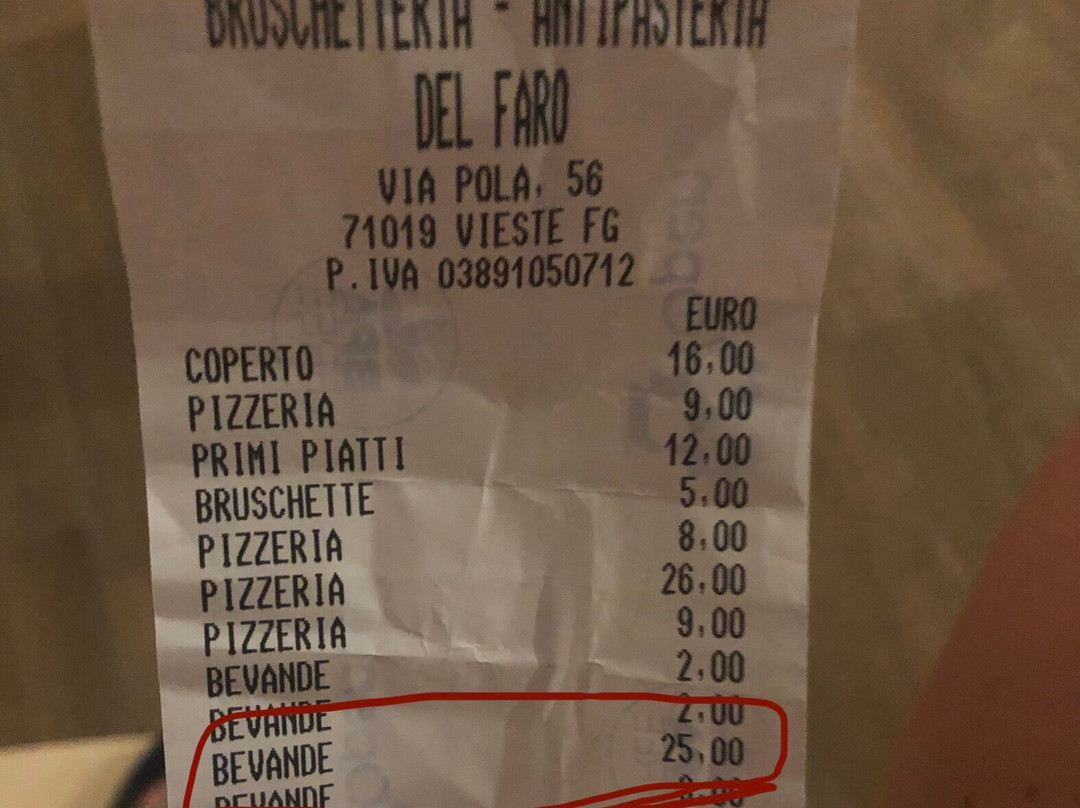 BRUSCHETTERIA - ANTIPASTERIA
DEL FARO
VIA POLA, 56
71019 VIESTE FG
P.IVA 03891050712
EURO
COPERTO 16,00
PIZZERIA 9,00
PRIMI PIATTI 12,00
BRUSCHETTE 5,00
PIZZERIA 8,00
PIZZERIA 26,00
PIZZERIA 9,00
BEVANDE 2,00
BEVANDE 2,00
BEVANDE 25,00
BEVANDE